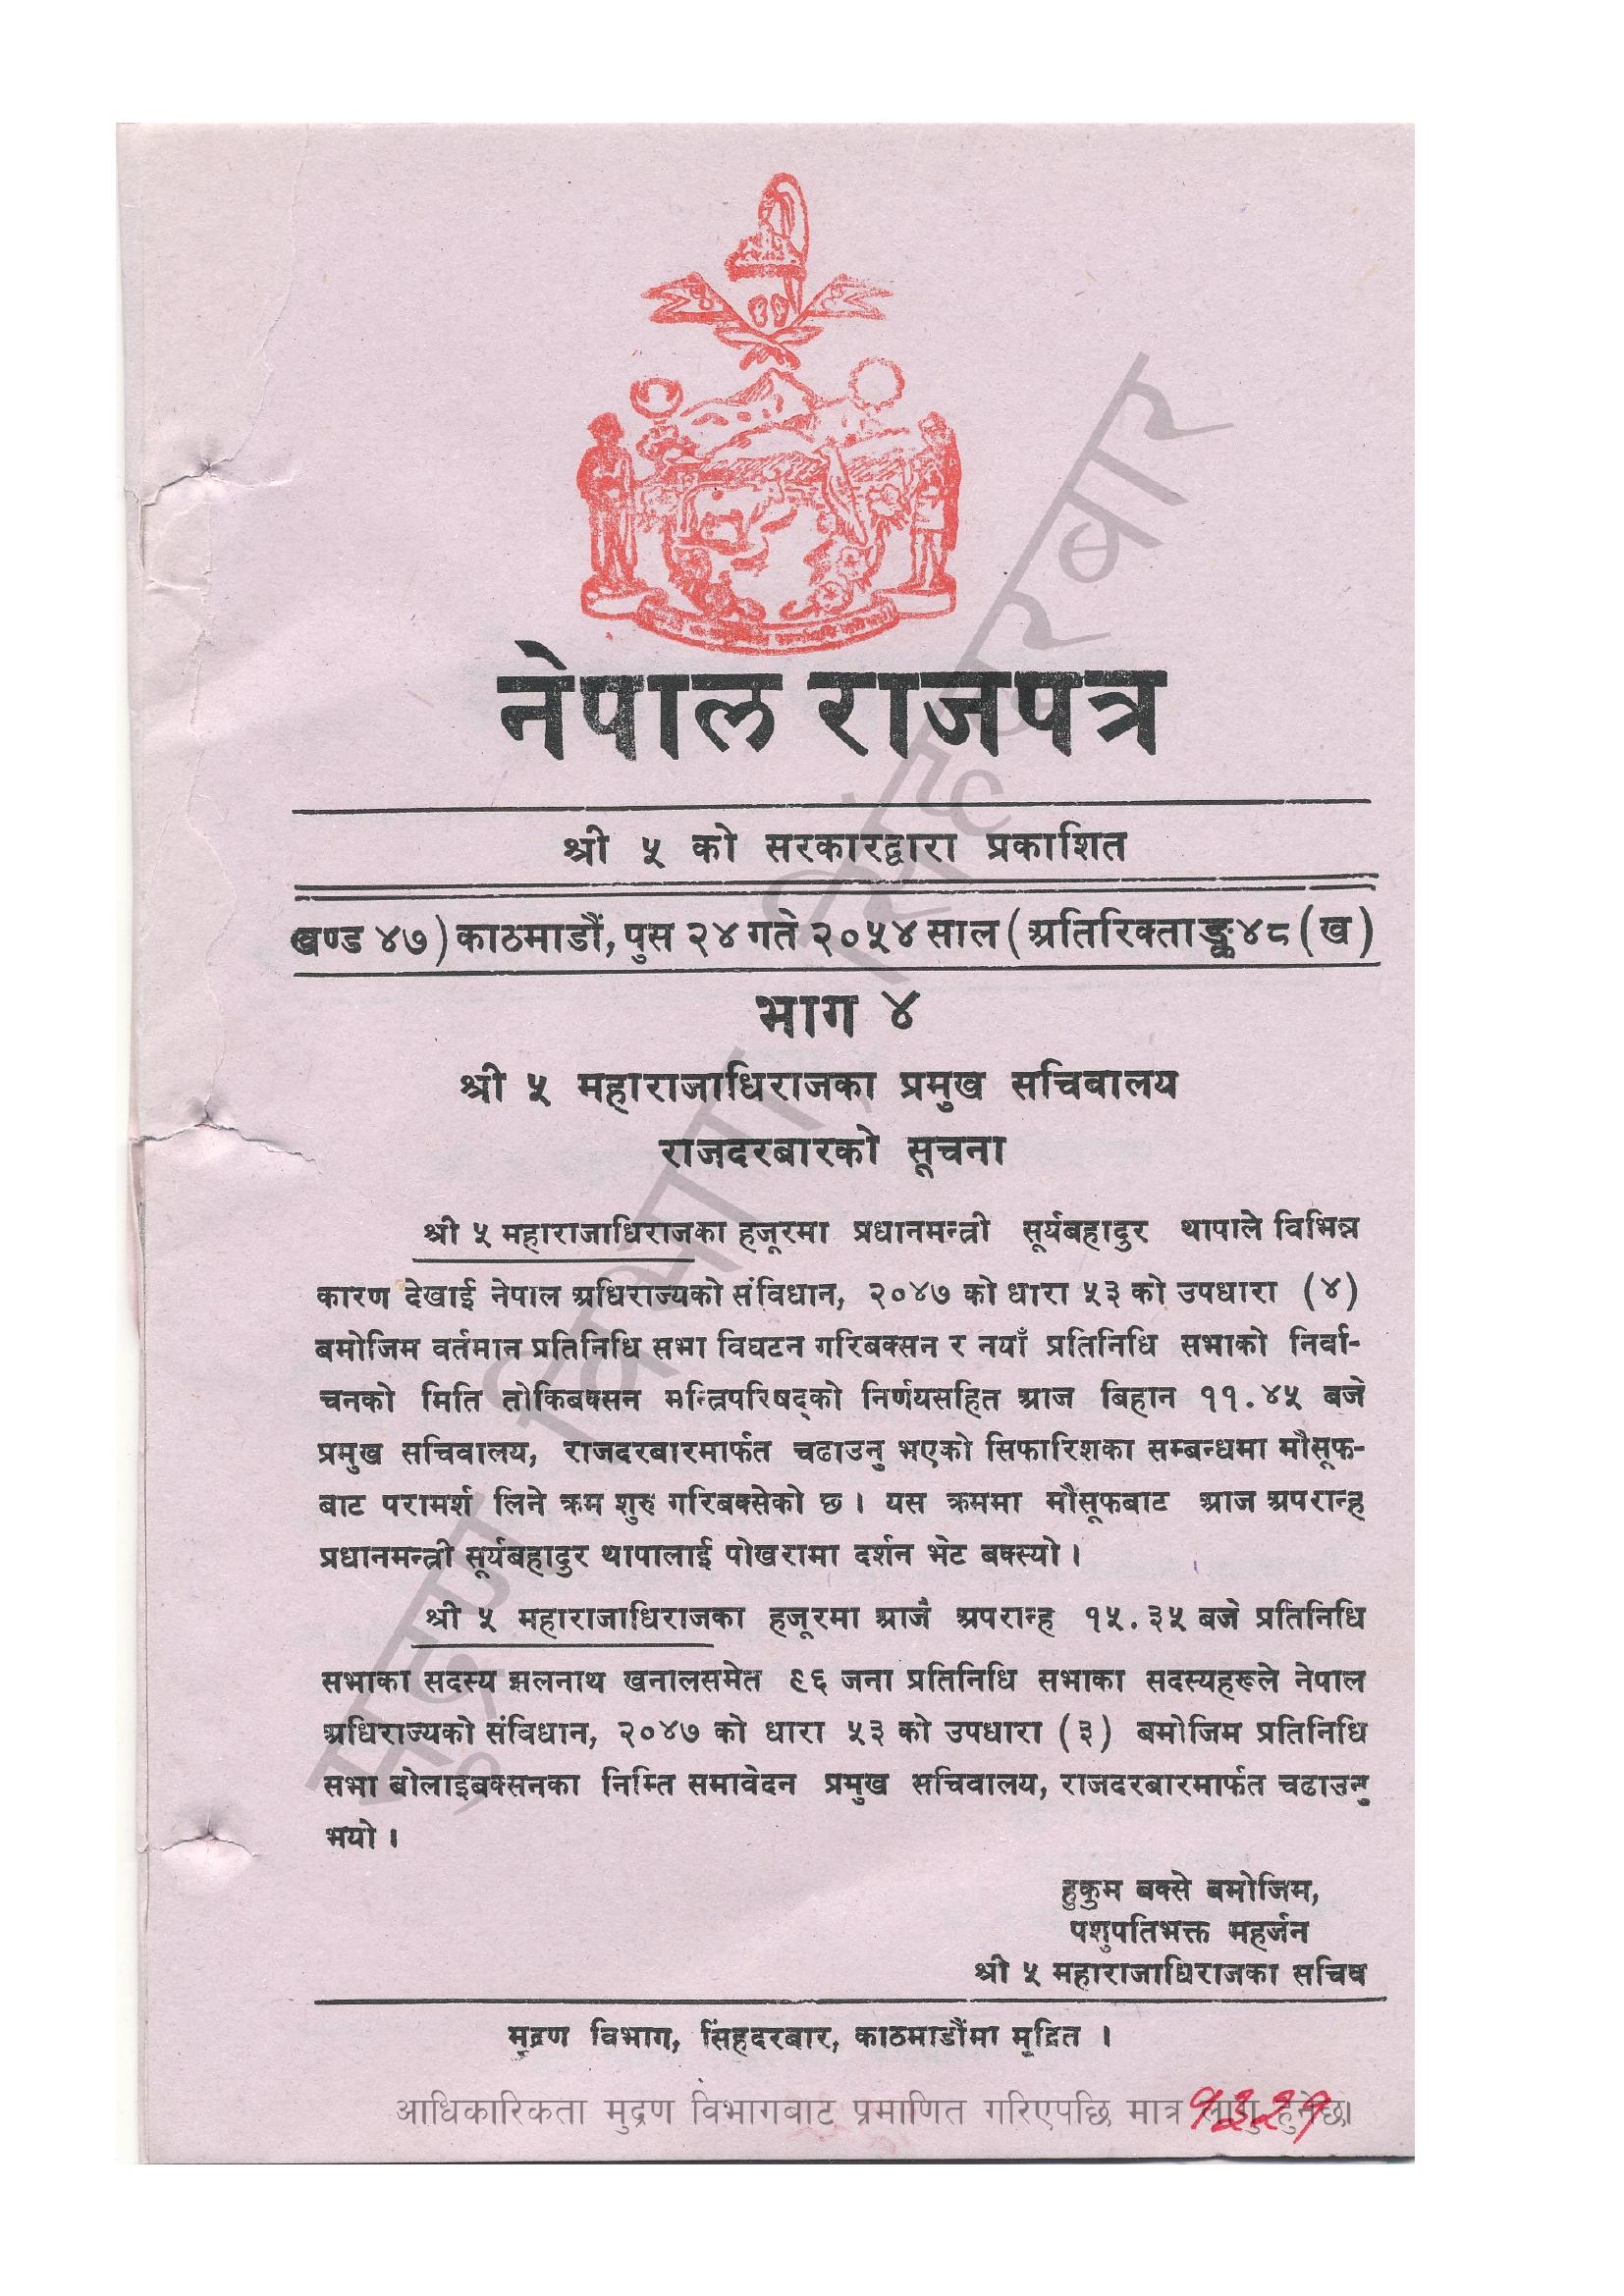 नेपाल राजपत्र
श्री ५ को सरकारद्वारा प्रकाशित
खण्ड ४७) काठमाडौं, पुस २४ गते २०५४ साल (अतिरिक्ताङ्क ४८ (ख)
भाग ४
श्री ५ महाराजाधिराजका प्रमुख सचिवालय
राजदरबारको सूचना
श्री ५ महाराजाधिराजका हजूरमा प्रधानमन्त्री सूर्यबहादुर थापाले विभिन्न
कारण देखाई नेपाल अधिराज्यको संविधान, २०४७ को धारा ५३ को उपधारा (४)
बमोजिम वर्तमान प्रतिनिधि सभा विघटन गरिबक्सन र नयाँ प्रतिनिधि सभाको निर्वा-
चनको मिति तोकिबक्सन मन्त्रिपरिषद्को निर्णयसहित आज बिहान ११.४५ बजे
प्रमुख सचिवालय, राजदरबारमार्फत चढाउनु भएको सिफारिशका सम्बन्धमा मौसूफ-
बाट परामर्श लिने क्रम शुरु गरिबक्सेको छ । यस क्रममा मौसूफबाट आज अपरान्ह
प्रधानमन्त्री सूर्यबहादुर थापालाई पोखरामा दर्शन भेट बक्स्यो ।
श्री ५ महाराजाधिराजका हजूरमा आज अपरान्ह १५.३५ बजे प्रतिनिधि
सभाका सदस्य झलनाथ खनालसमेत ९६ जना प्रतिनिधि सभाका सदस्यहरूले नेपाल
अधिराज्यको संविधान, २०४७ को धारा ५३ को उपधारा (३) बमोजिम प्रतिनिधि
सभा बोलाइबक्सनका निम्ति समावेदन प्रमुख सचिवालय, राजदरबारमार्फत चढाउनु
भयो ।
हुकुम बक्से बमोजिम,
पशुपतिभक्त महर्जन
श्री ५ महाराजाधिराजका सचिव
मुद्रण विभाग, सिंहदरबार, काठमाडौंमा मुद्रित ।
आधिकारिकता मुद्रण विभागबाट प्रमाणित गरिएपछि मात्र लागु हुनेछ।
१३२१
मुद्रण विभाग, सिंहदरबार